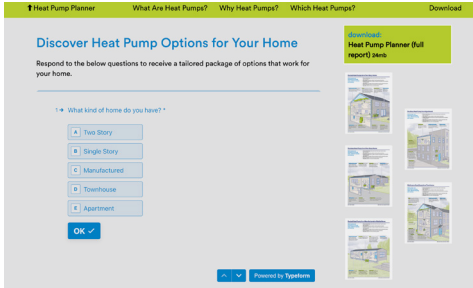 ⬆Heat Pump Planner
What Are Heat Pumps?
Why Heat Pumps?
Which Heat Pumps?
Download
Discover Heat Pump Options for Your Home
Respond to the below questions to receive a tailored package of options that work for
your home.
1→ What kind of home do you have? *
A Two Story
B Single Story
C Manufactured
D Townhouse
E Apartment
OK ✓
Powered by Typeform
download:
Heat Pump Planner (full
report) 24mb